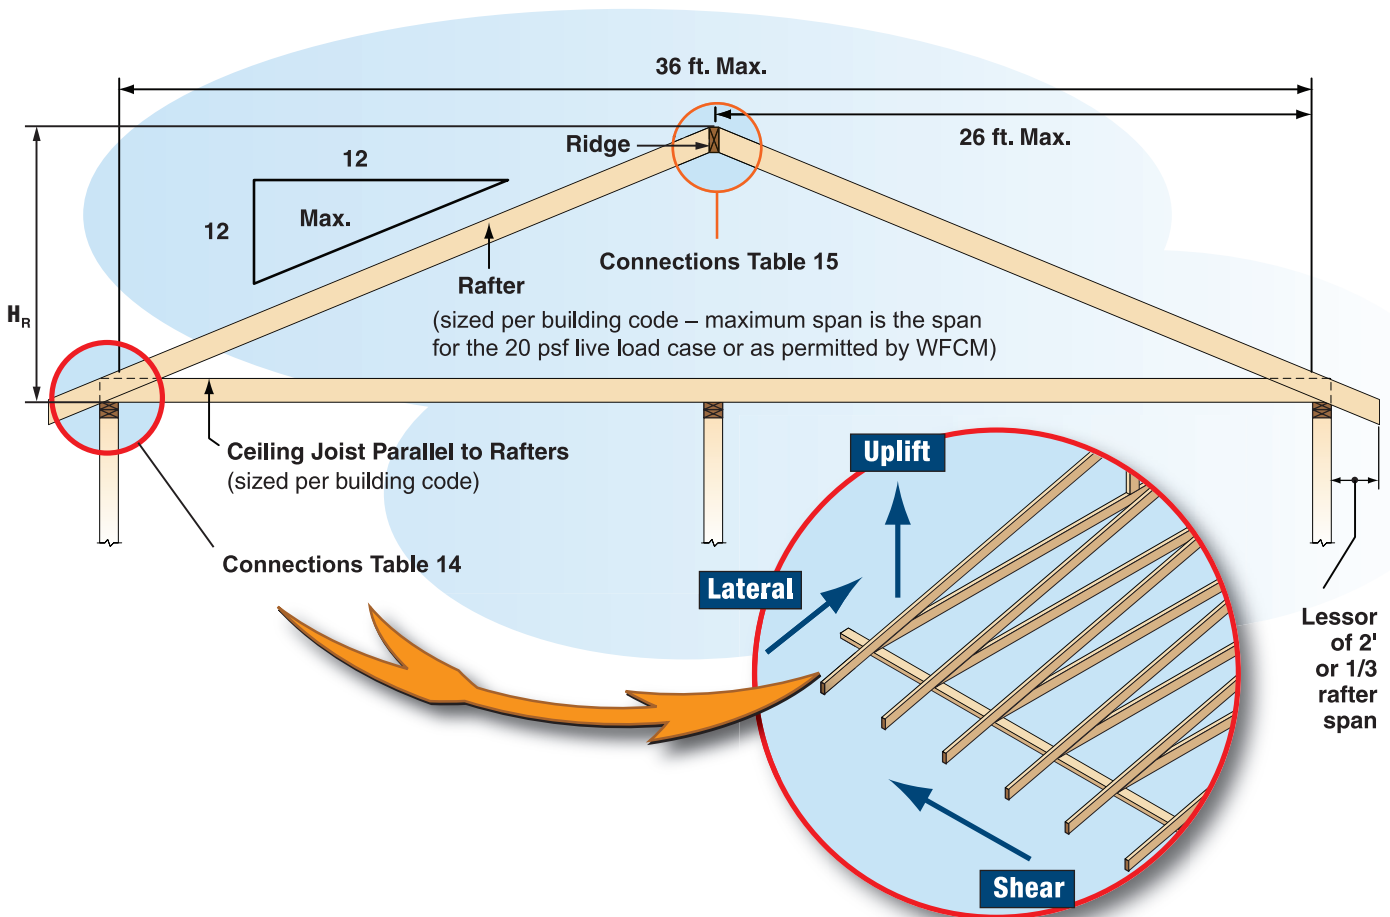 36 ft. Max.
26 ft. Max.
Ridge
12
12
Max.
Connections Table 15
Rafter
(sized per building code – maximum span is the span
for the 20 psf live load case or as permitted by WFCM)
HR
Ceiling Joist Parallel to Rafters
(sized per building code)
Connections Table 14
Uplift
Lateral
Shear
Lessor
of 2'
or 1/3
rafter
span